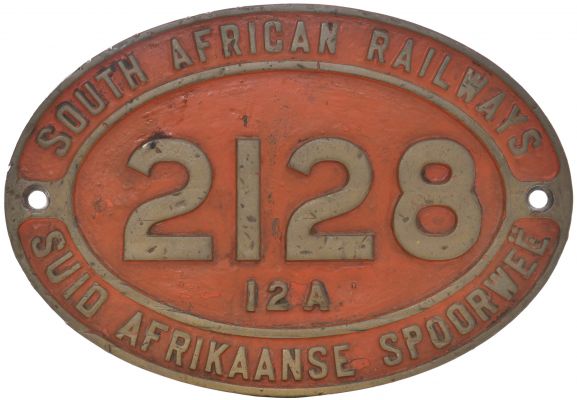 SOUTH AFRICAN RAILWAYS
2128
12A
SUID AFRIKAANSE SPOORWEË